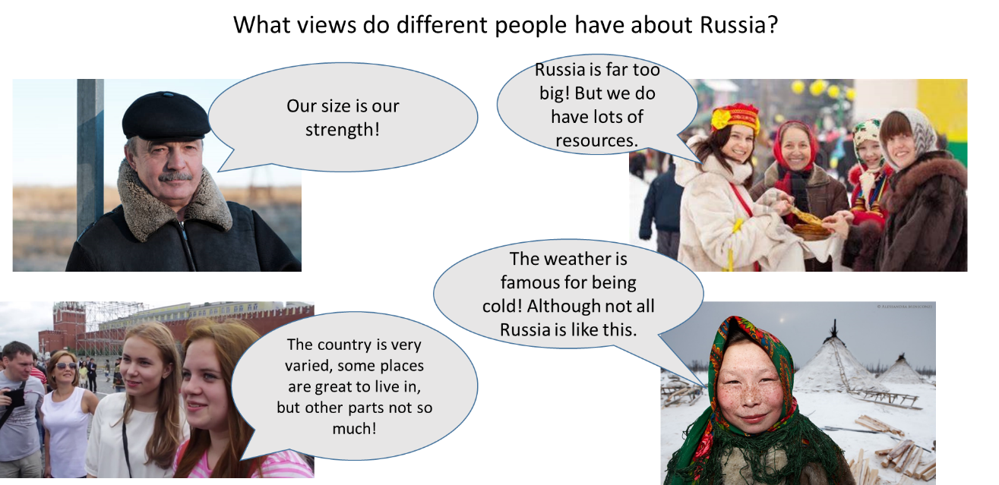 What views do different people have about Russia?
Our size is our
strength!
Russia is far too
big! But we do
have lots of
resources.
The weather is
famous for being
cold! Although not all
Russia is like this.
The country is very
varied, some places
are great to live in,
but other parts not so
much!